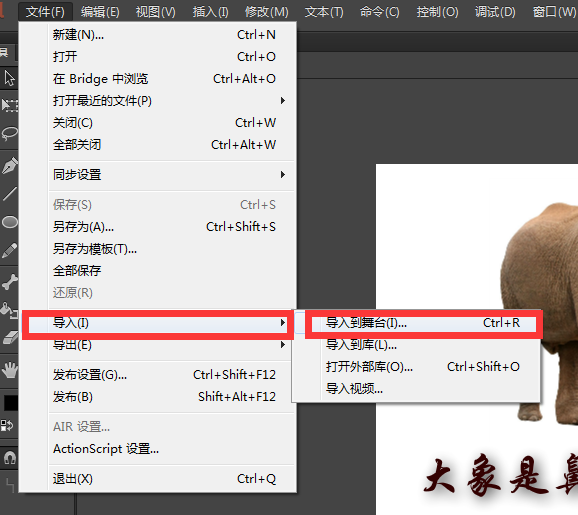 文件(F) 编辑(E) 视图(V) 插入(I) 修改(M) 文本(T) 命令(C) 控制(O) 调试(D) 窗口(W)
具
新建(N)... Ctrl+N
打开 Ctrl+O
在 Bridge 中浏览 Ctrl+Alt+O
打开最近的文件(P)
关闭(C) Ctrl+W
全部关闭 Ctrl+Alt+W
同步设置
保存(S) Ctrl+S
另存为(A)... Ctrl+Shift+S
另存为模板(T)...
全部保存
还原(R)
导入(I)
导出(E)
发布设置(G)... Ctrl+Shift+F12
发布(B) Shift+Alt+F12
AIR 设置...
ActionScript 设置...
退出(X) Ctrl+Q
导入到舞台(I)... Ctrl+R
导入到库(L)...
打开外部库(O)... Ctrl+Shift+O
导入视频...
大象是